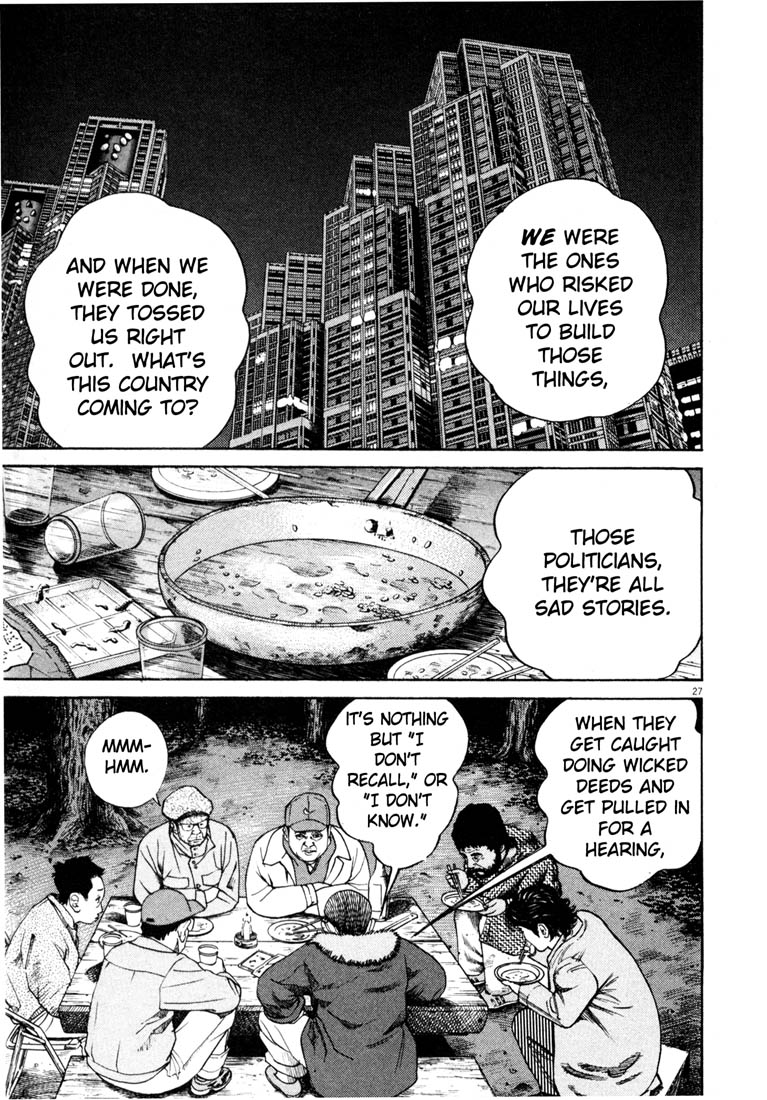 WE WERE
THE ONES
WHO RISKED
OUR LIVES
TO BUILD
THOSE
THINGS,
AND WHEN WE
WERE DONE,
THEY TOSSED
US RIGHT
OUT. WHAT'S
THIS COUNTRY
COMING TO?
THOSE
POLITICIANS,
THEY'RE ALL
SAD STORIES.
27
WHEN THEY
GET CAUGHT
DOING WICKED
DEEDS AND
GET PULLED IN
FOR A
HEARING,
IT'S NOTHING
BUT "I
DON'T
RECALL," OR
"I DON'T
KNOW."
MMM-
HMM.